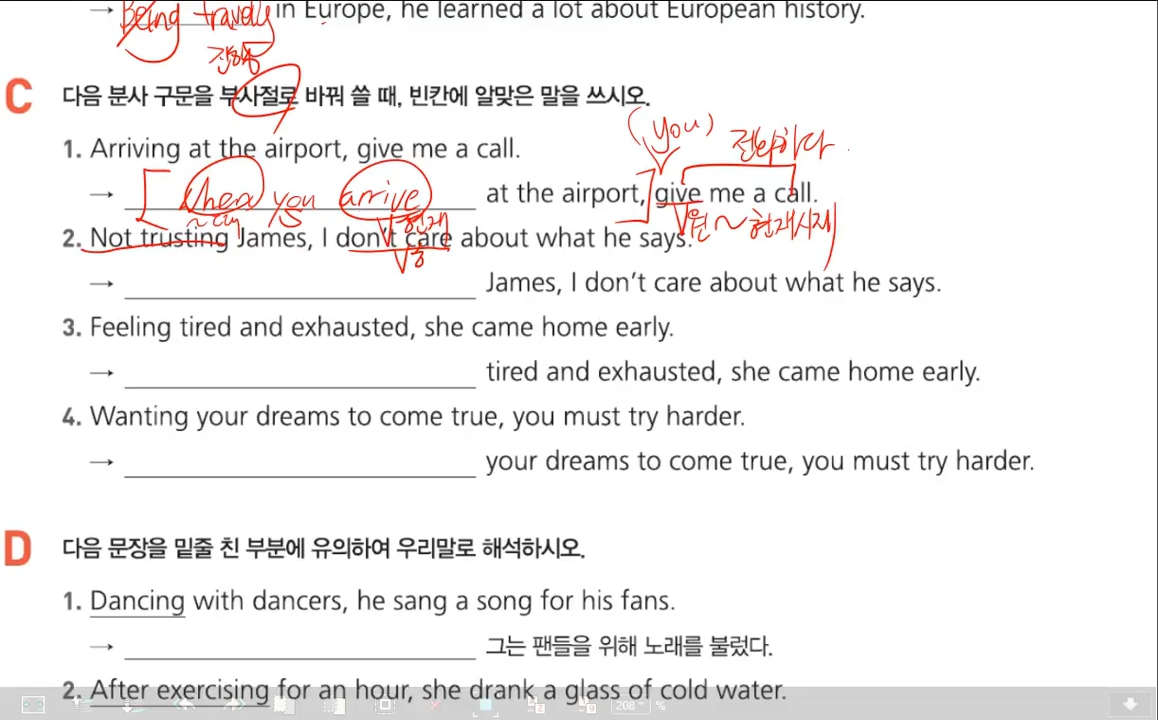 → Being traveling in Europe, he learned a lot about European history.
C 다음 분사 구문을 부사절로 바꿔 쓸 때, 빈칸에 알맞은 말을 쓰시오.
(you) 전화하다
1. Arriving at the airport, give me a call.
→ when you arrive at the airport, give me a call.
현재 원 ~ 현재시제
2. Not trusting James, I don't care about what he says.
→ James, I don't care about what he says.
3. Feeling tired and exhausted, she came home early.
→ tired and exhausted, she came home early.
4. Wanting your dreams to come true, you must try harder.
→ your dreams to come true, you must try harder.
D 다음 문장을 밑줄 친 부분에 유의하여 우리말로 해석하시오.
1. Dancing with dancers, he sang a song for his fans.
→ 그는 팬들을 위해 노래를 불렀다.
2. After exercising for an hour, she drank a glass of cold water.
208 %